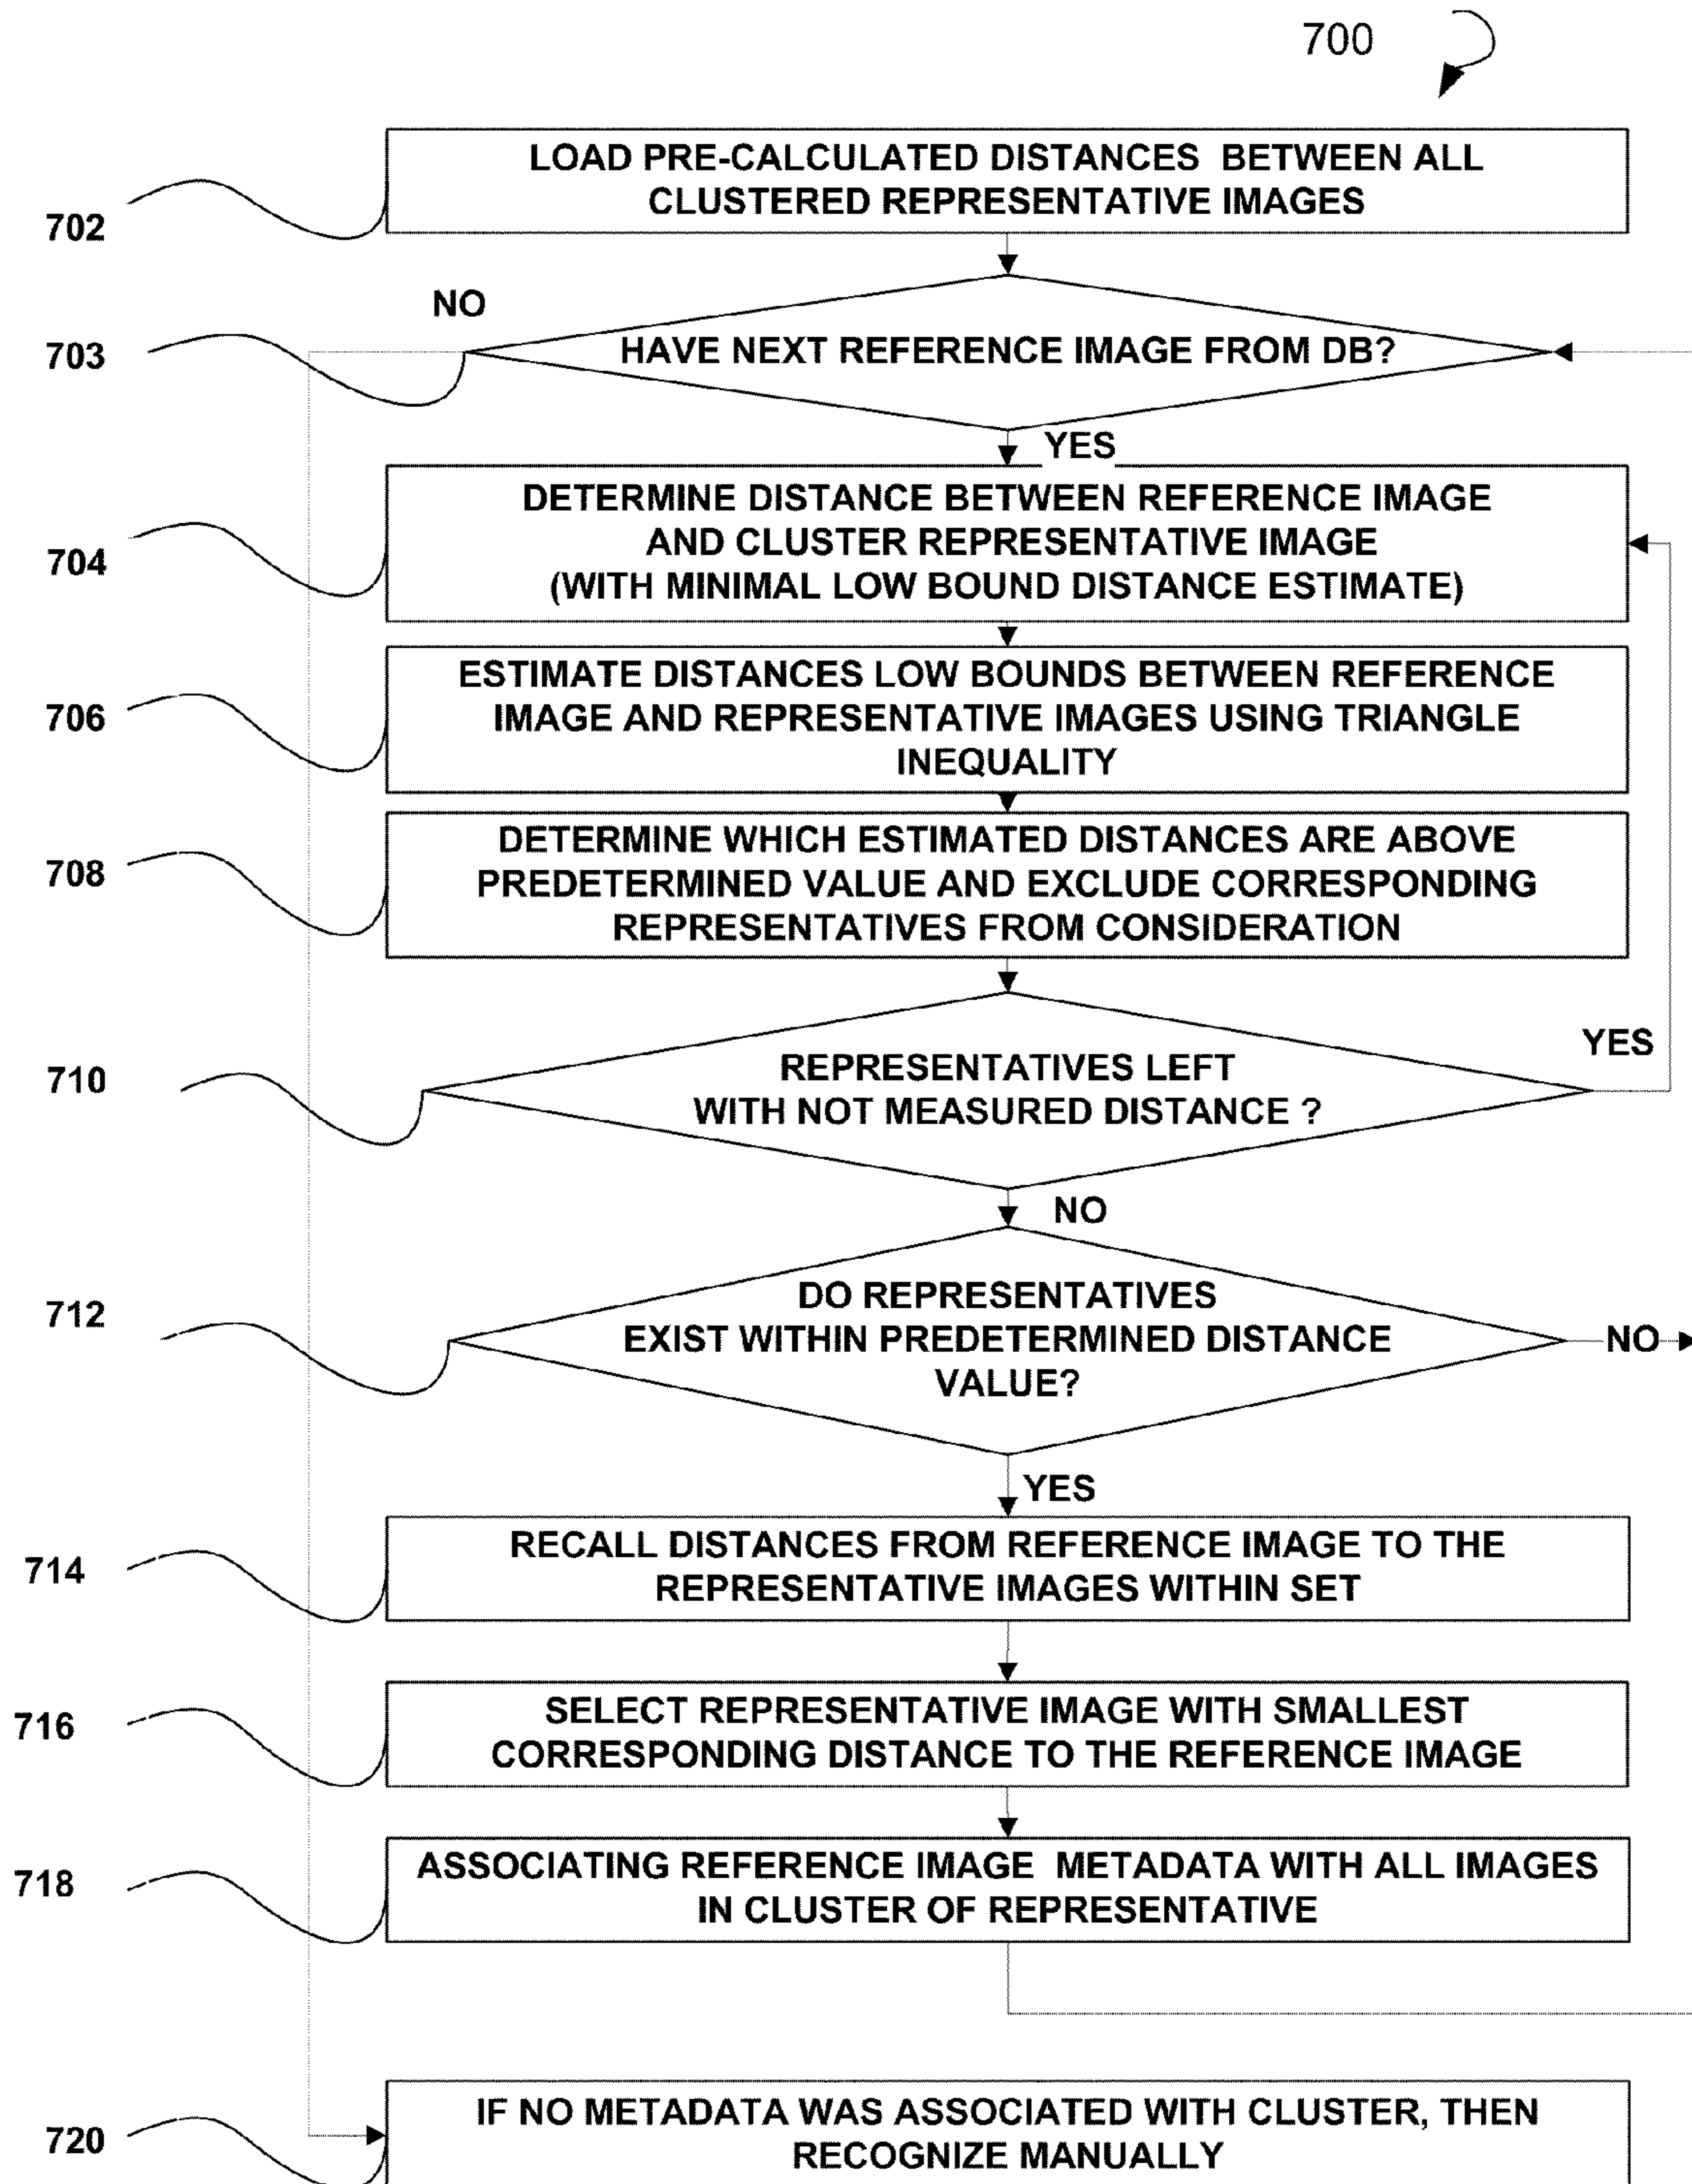 700
LOAD PRE-CALCULATED DISTANCES BETWEEN ALL
CLUSTERED REPRESENTATIVE IMAGES
702
NO
703
HAVE NEXT REFERENCE IMAGE FROM DB?
YES
DETERMINE DISTANCE BETWEEN REFERENCE IMAGE
AND CLUSTER REPRESENTATIVE IMAGE
(WITH MINIMAL LOW BOUND DISTANCE ESTIMATE)
704
ESTIMATE DISTANCES LOW BOUNDS BETWEEN REFERENCE
IMAGE AND REPRESENTATIVE IMAGES USING TRIANGLE
INEQUALITY
706
DETERMINE WHICH ESTIMATED DISTANCES ARE ABOVE
PREDETERMINED VALUE AND EXCLUDE CORRESPONDING
REPRESENTATIVES FROM CONSIDERATION
708
YES
REPRESENTATIVES LEFT
WITH NOT MEASURED DISTANCE ?
710
NO
DO REPRESENTATIVES
EXIST WITHIN PREDETERMINED DISTANCE
VALUE?
712
NO
YES
RECALL DISTANCES FROM REFERENCE IMAGE TO THE
REPRESENTATIVE IMAGES WITHIN SET
714
SELECT REPRESENTATIVE IMAGE WITH SMALLEST
CORRESPONDING DISTANCE TO THE REFERENCE IMAGE
716
ASSOCIATING REFERENCE IMAGE METADATA WITH ALL IMAGES
IN CLUSTER OF REPRESENTATIVE
718
IF NO METADATA WAS ASSOCIATED WITH CLUSTER, THEN
RECOGNIZE MANUALLY
720